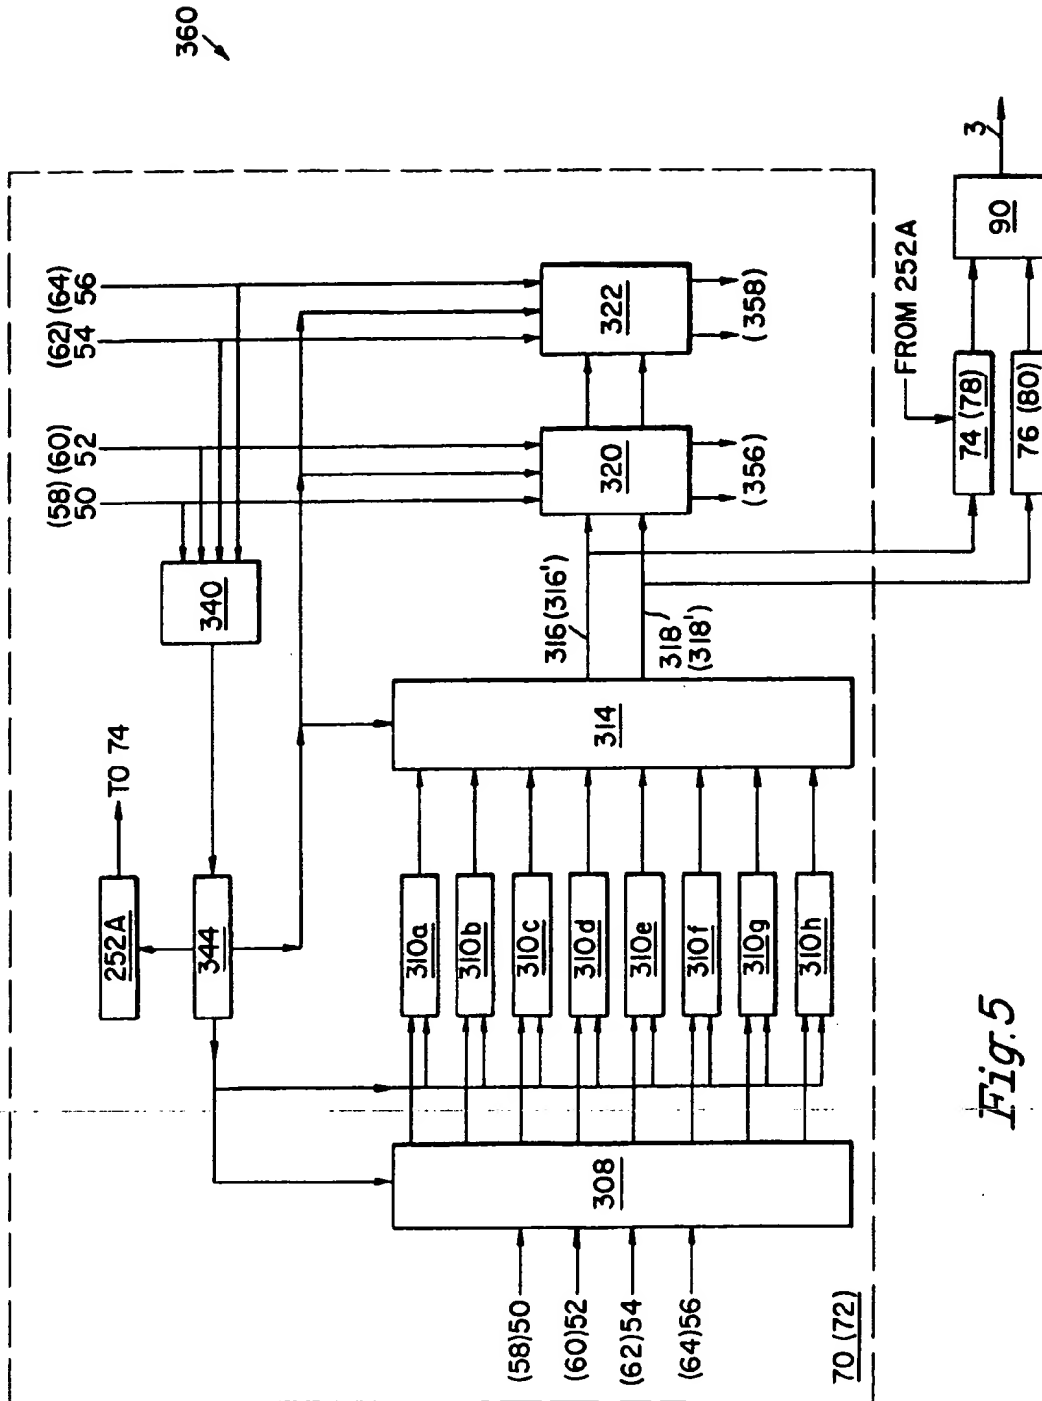 360
(58) (60)
50 52
(62) (64)
54 56
340
252A
TO 74
344
320
322
(356)
(358)
FROM 252A
316 (316')
318
(318')
314
310a
310b
310c
310d
310e
310f
310g
310h
308
(58)50
(60)52
(62)54
(64)56
70 (72)
74 (78)
76 (80)
90
3
Fig.5